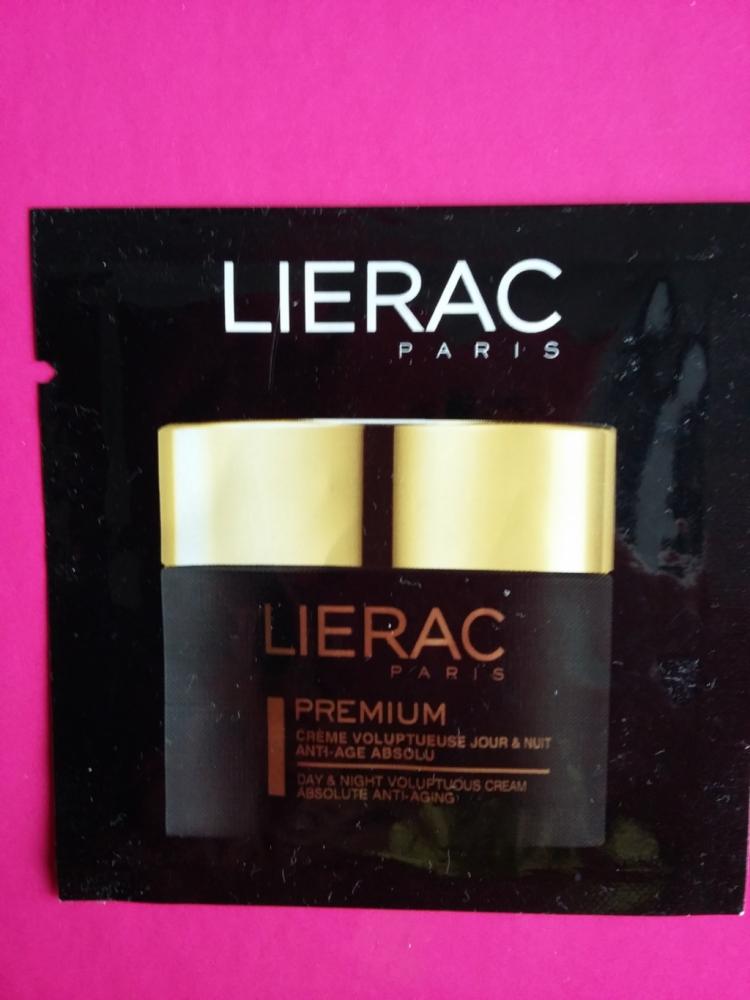 LIERAC
PARIS
LIERAC
PARIS
PREMIUM
CRÈME VOLUPTUEUSE JOUR & NUIT
ANTI-AGE ABSOLU
DAY & NIGHT VOLUPTUOUS CREAM
ABSOLUTE ANTI-AGING